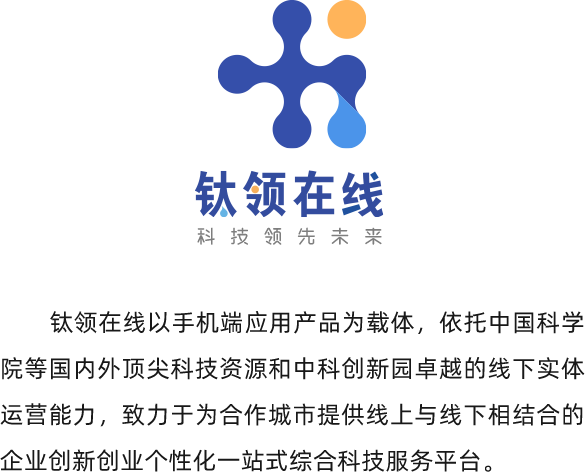 钛领在线
科技领先未来
钛领在线以手机端应用产品为载体，依托中国科学
院等国内外顶尖科技资源和中科创新园卓越的线下实体
运营能力，致力于为合作城市提供线上与线下相结合的
企业创新创业个性化一站式综合科技服务平台。